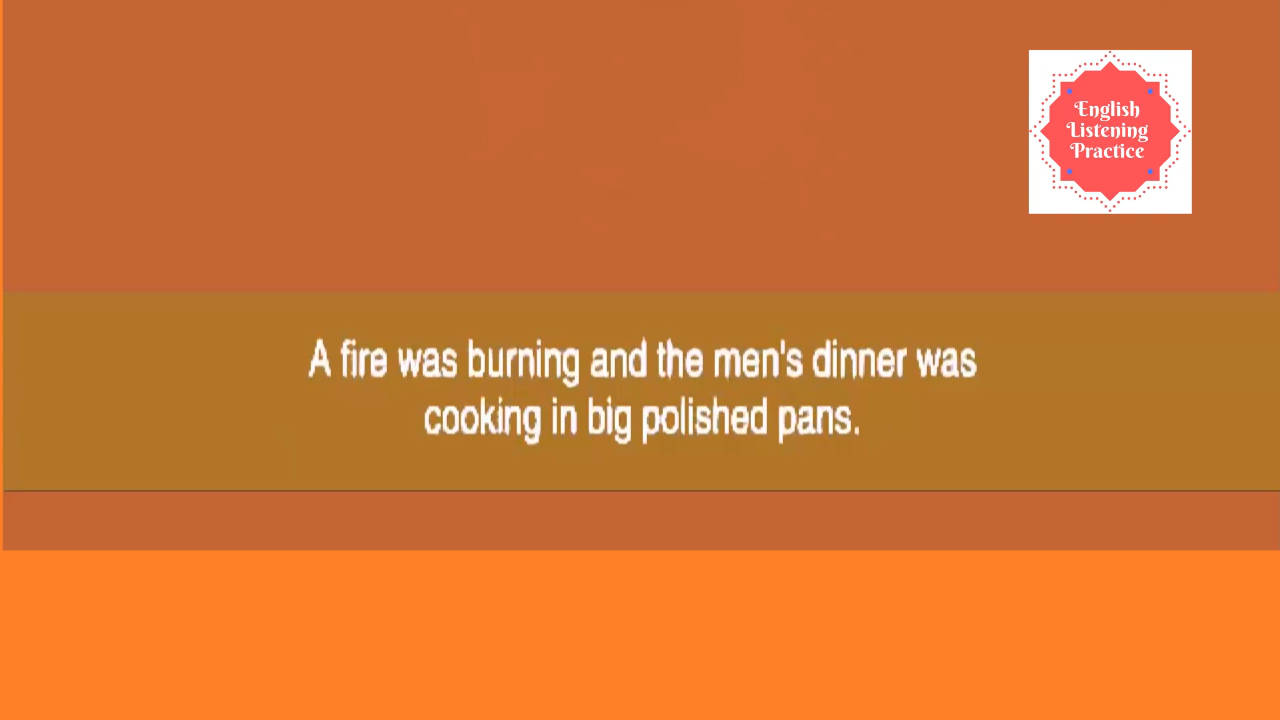 English
Listening
Practice
A fire was burning and the men's dinner was
cooking in big polished pans.